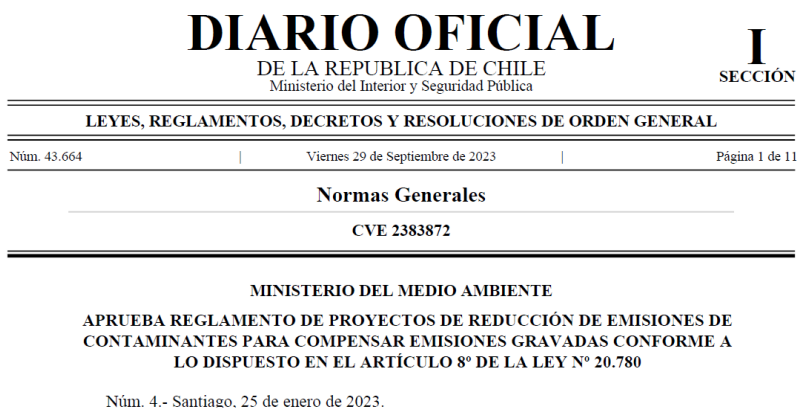 DIARIO OFICIAL
DE LA REPUBLICA DE CHILE
Ministerio del Interior y Seguridad Pública
I
SECCIÓN
LEYES, REGLAMENTOS, DECRETOS Y RESOLUCIONES DE ORDEN GENERAL
Núm. 43.664 | Viernes 29 de Septiembre de 2023 | Página 1 de 11
Normas Generales
CVE 2383872
MINISTERIO DEL MEDIO AMBIENTE
APRUEBA REGLAMENTO DE PROYECTOS DE REDUCCIÓN DE EMISIONES DE
CONTAMINANTES PARA COMPENSAR EMISIONES GRAVADAS CONFORME A
LO DISPUESTO EN EL ARTÍCULO 8º DE LA LEY Nº 20.780
Núm. 4.- Santiago, 25 de enero de 2023.